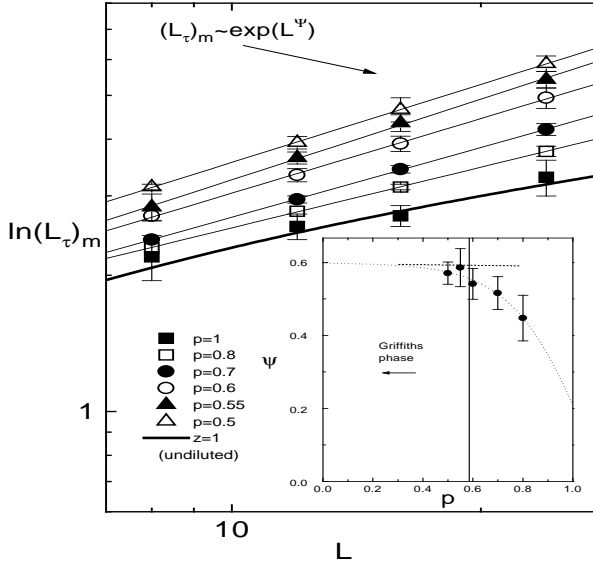 (L_τ)_m~exp(L^Ψ)
ln(L_τ)_m
1
10
L
p=1
p=0.8
p=0.7
p=0.6
p=0.55
p=0.5
z=1
(undiluted)
0.6
0.4
0.2
0.0
ψ
Griffiths
phase
0.0 0.2 0.4 0.6 0.8 1.0
p